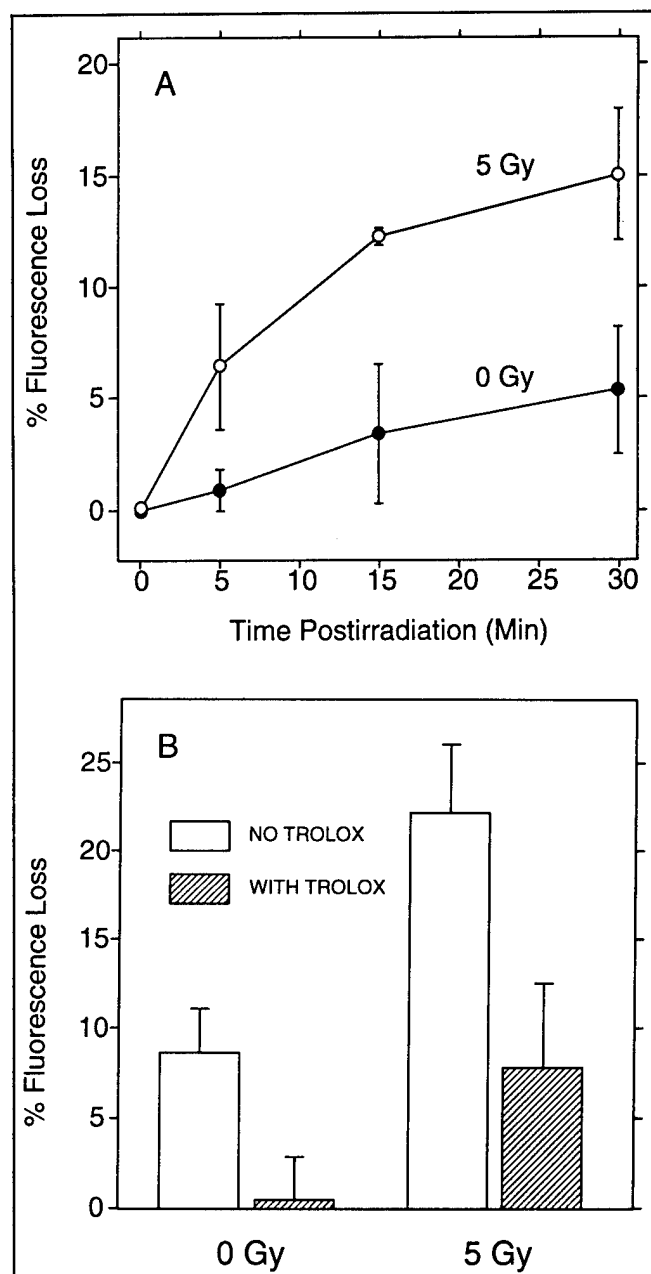 A
20
15
10
5
0
% Fluorescence Loss
5 Gy
0 Gy
0 5 10 15 20 25 30
Time Postirradiation (Min)
B
25
20
15
10
5
0
% Fluorescence Loss
NO TROLOX
WITH TROLOX
0 Gy 5 Gy